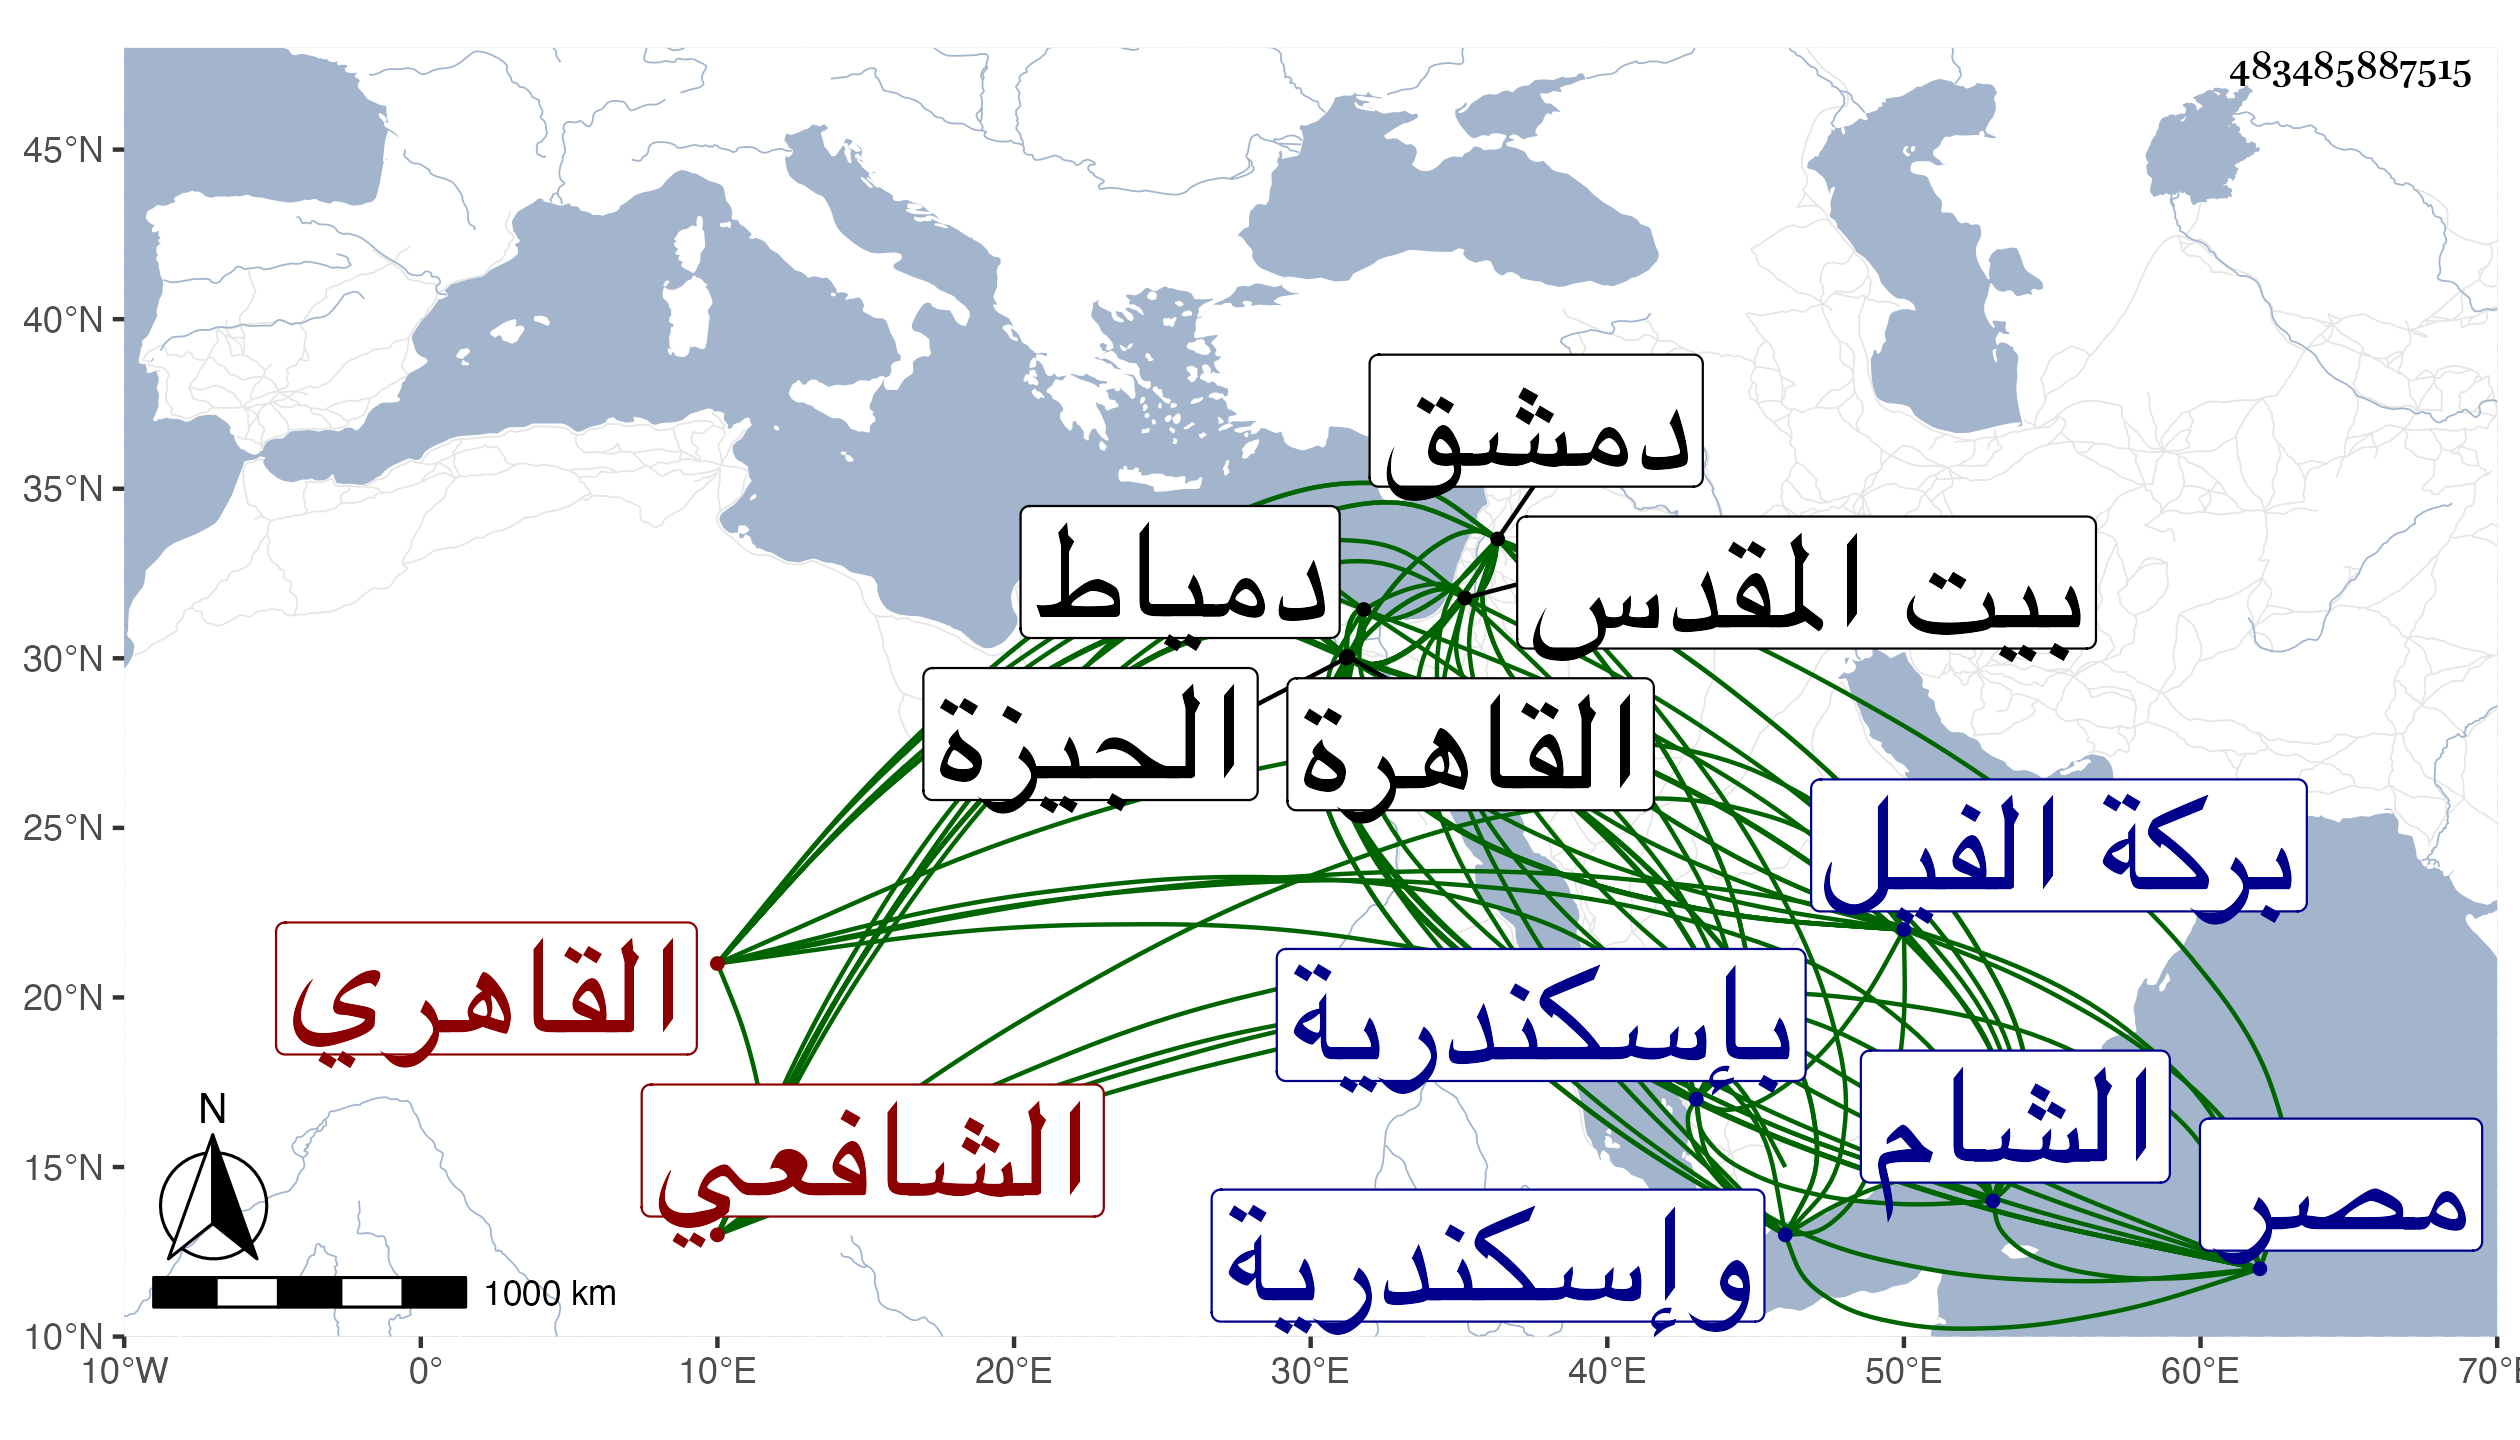 483485887515
45°N
40°N
35°N
30°N
25°N
20°N
15°N
10°N
10°W
0°
10°E
20°E
30°E
40°E
50°E
60°E
70°E
دمشق
دمياط
بيت المقدس
الجيزة
القاهرة
بركة الفيل
القاهري
بإسكندرية
الشام
الشافعي
مصر
وإسكندرية
N
1000 km